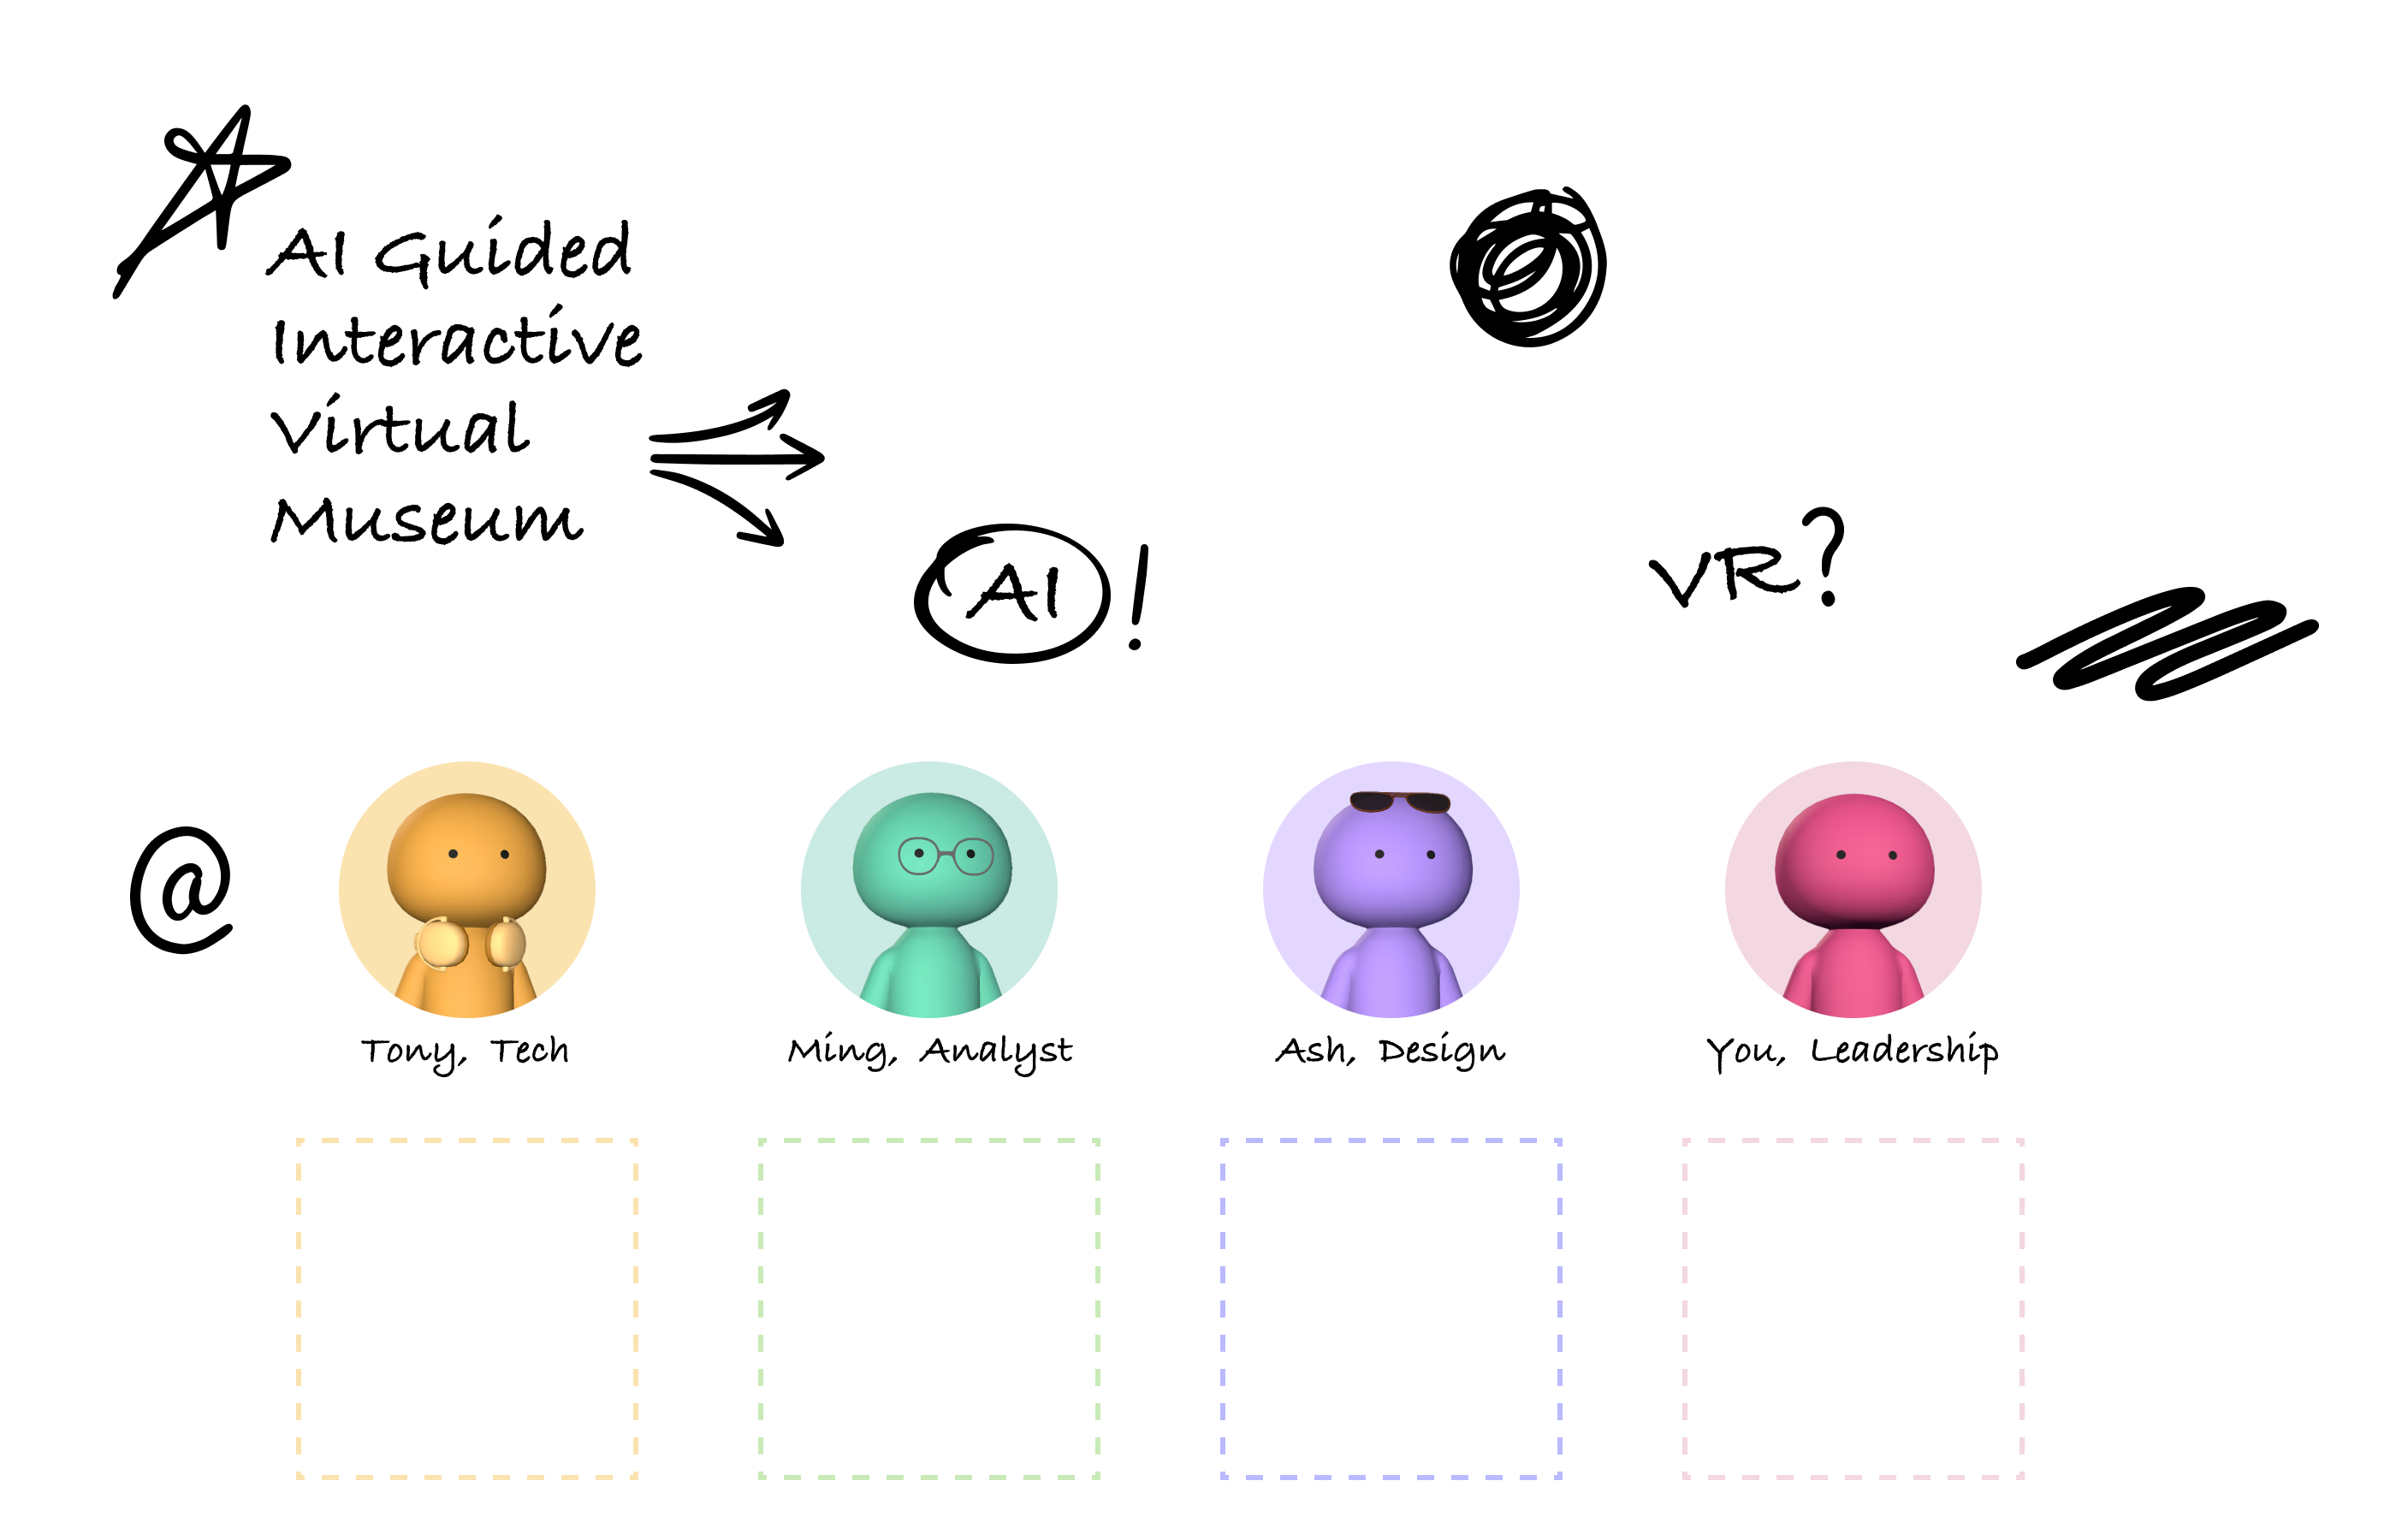 AI Guided
Interactive
Virtual
Museum
AI!
VR?
@
Tony, Tech
Ming, Analyst
Ash, Design
You, Leadership